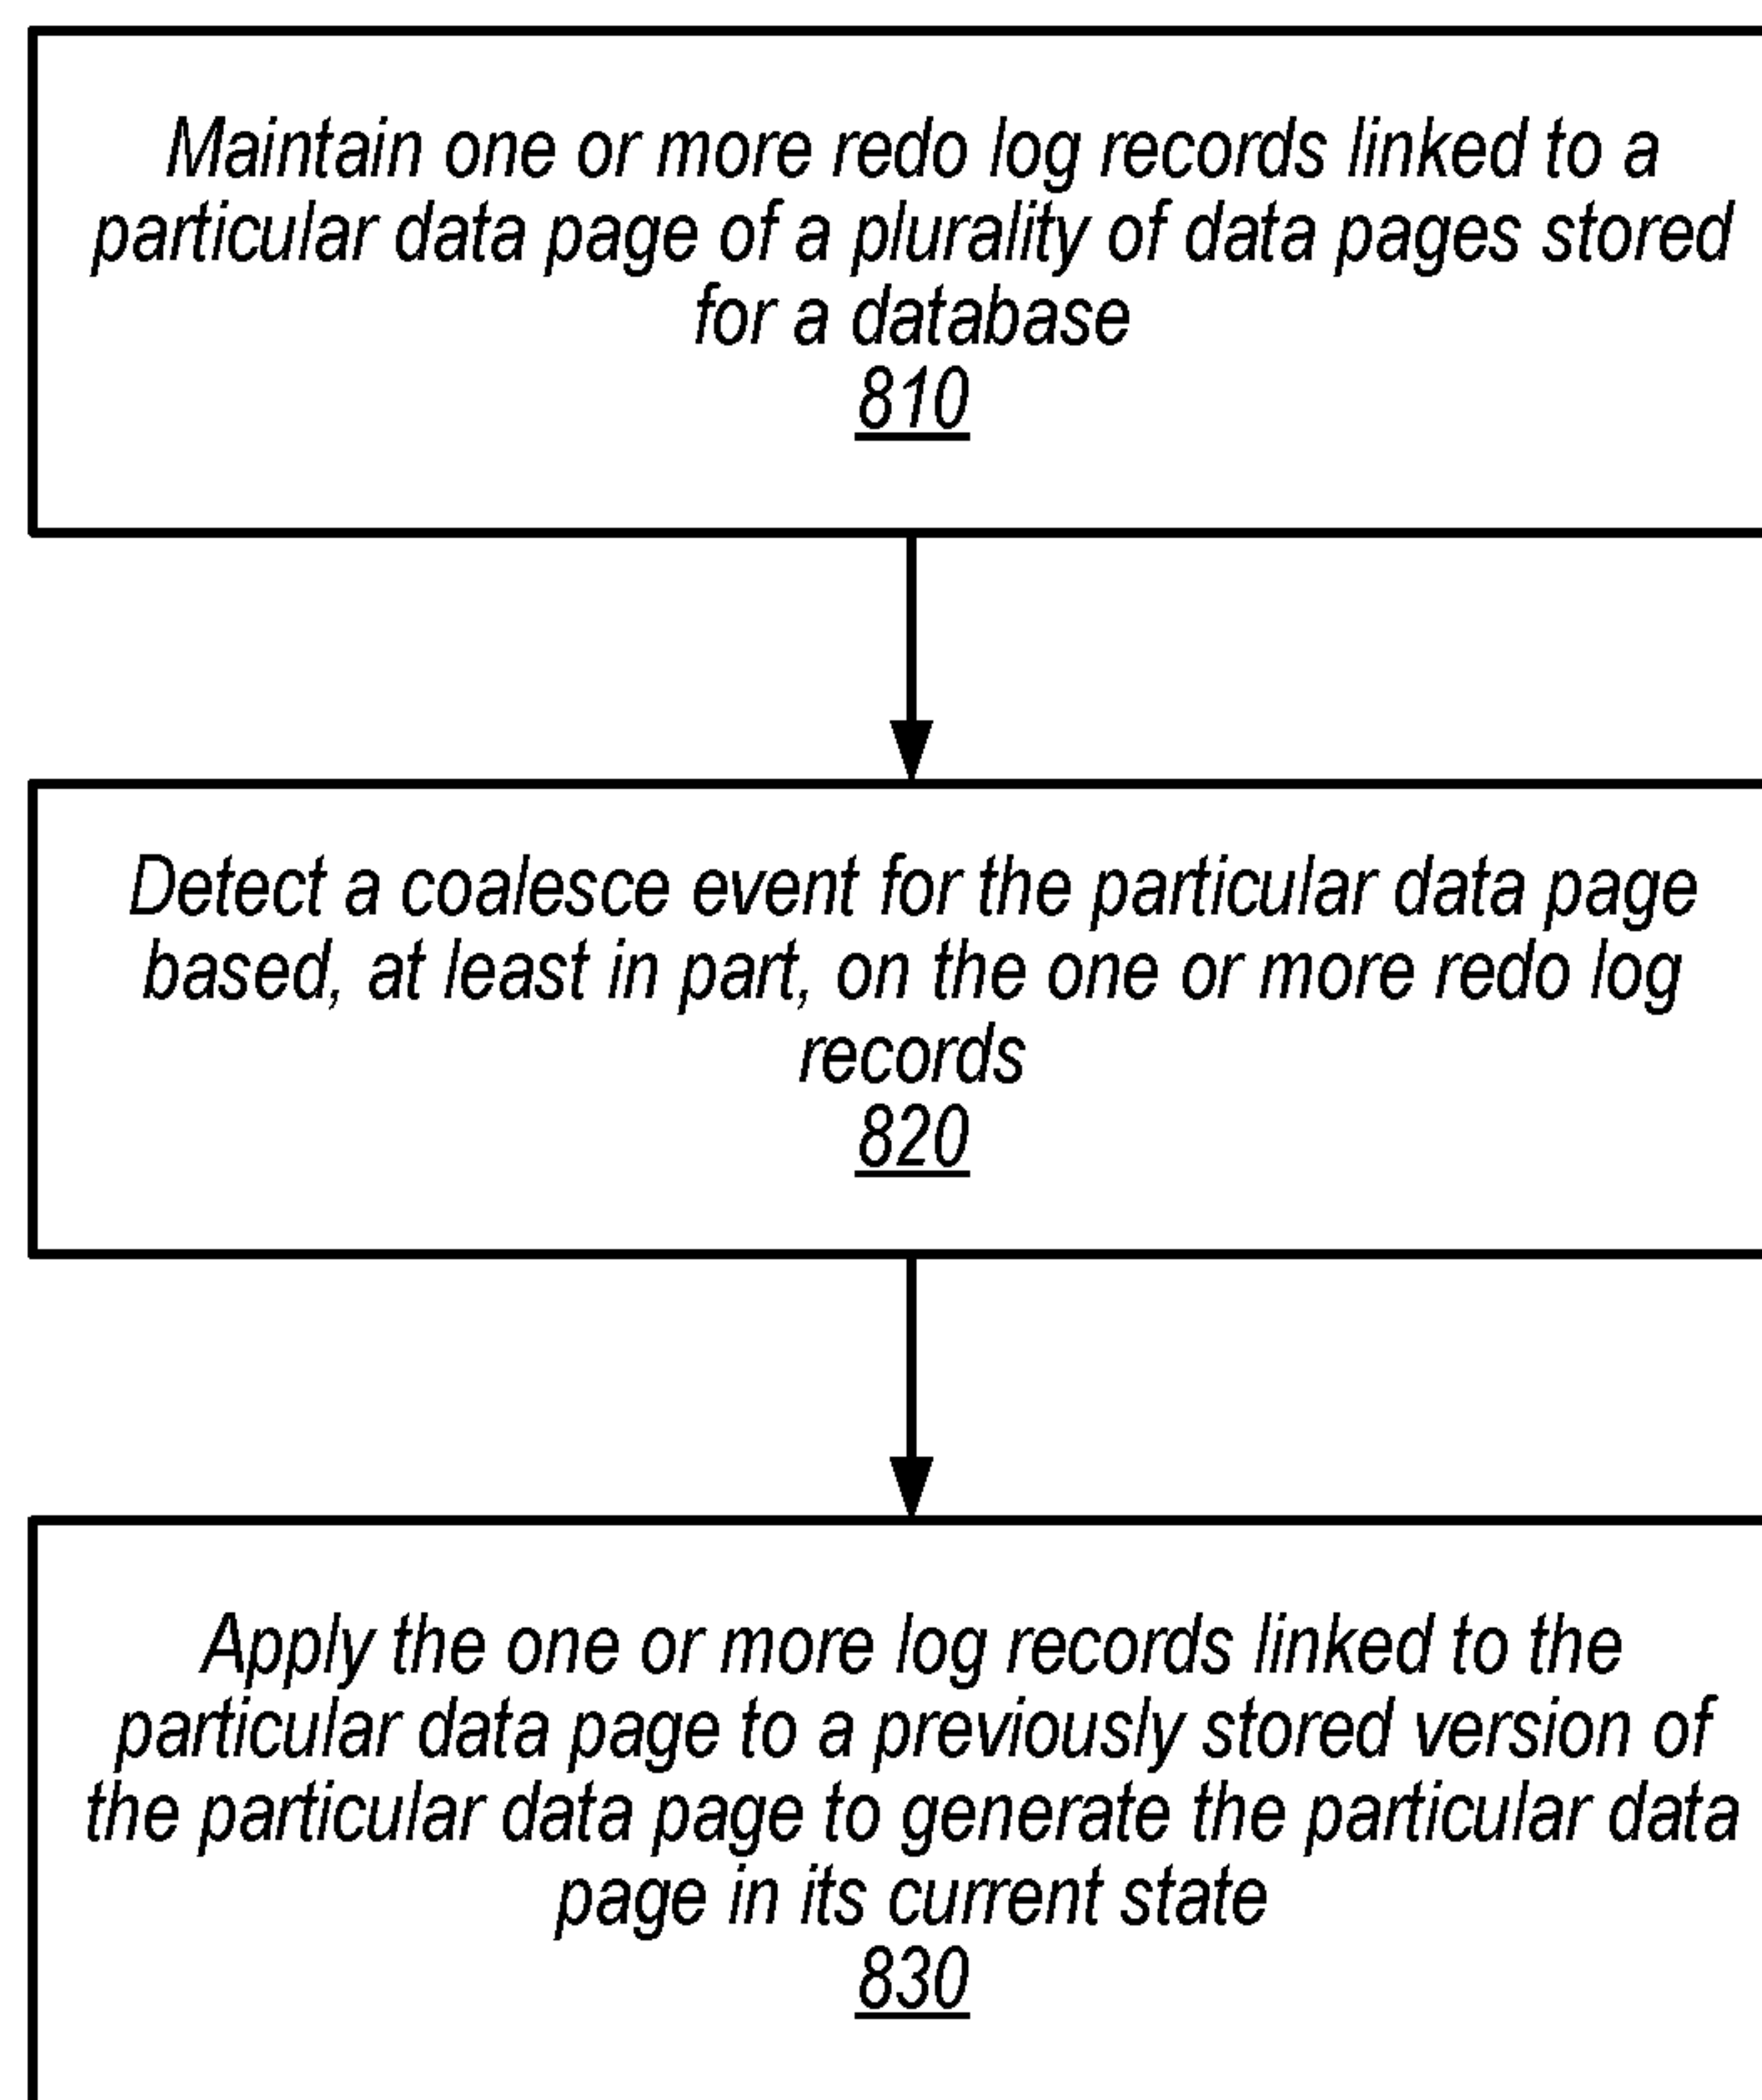 Maintain one or more redo log records linked to a
particular data page of a plurality of data pages stored
for a database
810
Detect a coalesce event for the particular data page
based, at least in part, on the one or more redo log
records
820
Apply the one or more log records linked to the
particular data page to a previously stored version of
the particular data page to generate the particular data
page in its current state
830